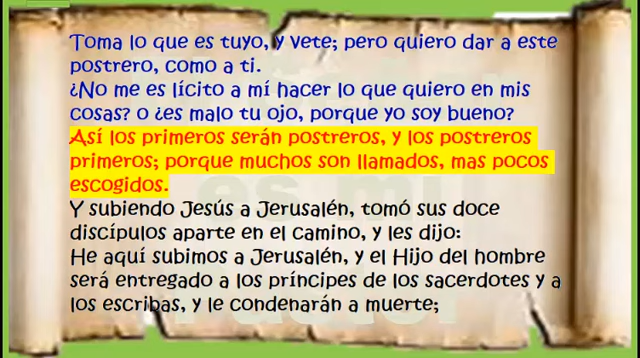 Toma lo que es tuyo, y vete; pero quiero dar a este
postrero, como a ti.
¿No me es lícito a mí hacer lo que quiero en mis
cosas? o ¿es malo tu ojo, porque yo soy bueno?
Así los primeros serán postreros, y los postreros
primeros; porque muchos son llamados, mas pocos
escogidos.
Y subiendo Jesús a Jerusalén, tomó sus doce
discípulos aparte en el camino, y les dijo:
He aquí subimos a Jerusalén, y el Hijo del hombre
será entregado a los príncipes de los sacerdotes y a
los escribas, y le condenarán a muerte;